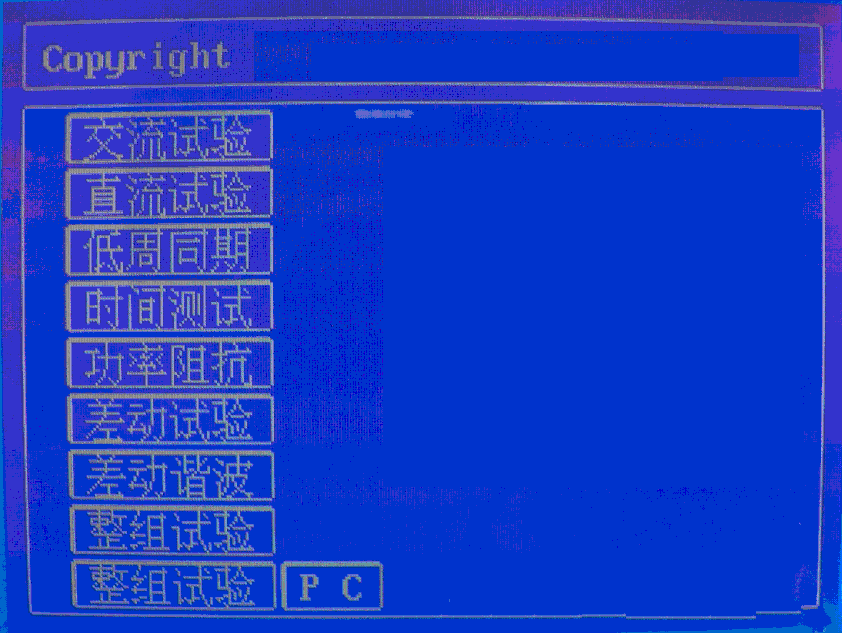 Copyright
交流试验
直流试验
低周同期
时间测试
功率阻抗
差动试验
差动谐波
整组试验
整组试验 P C